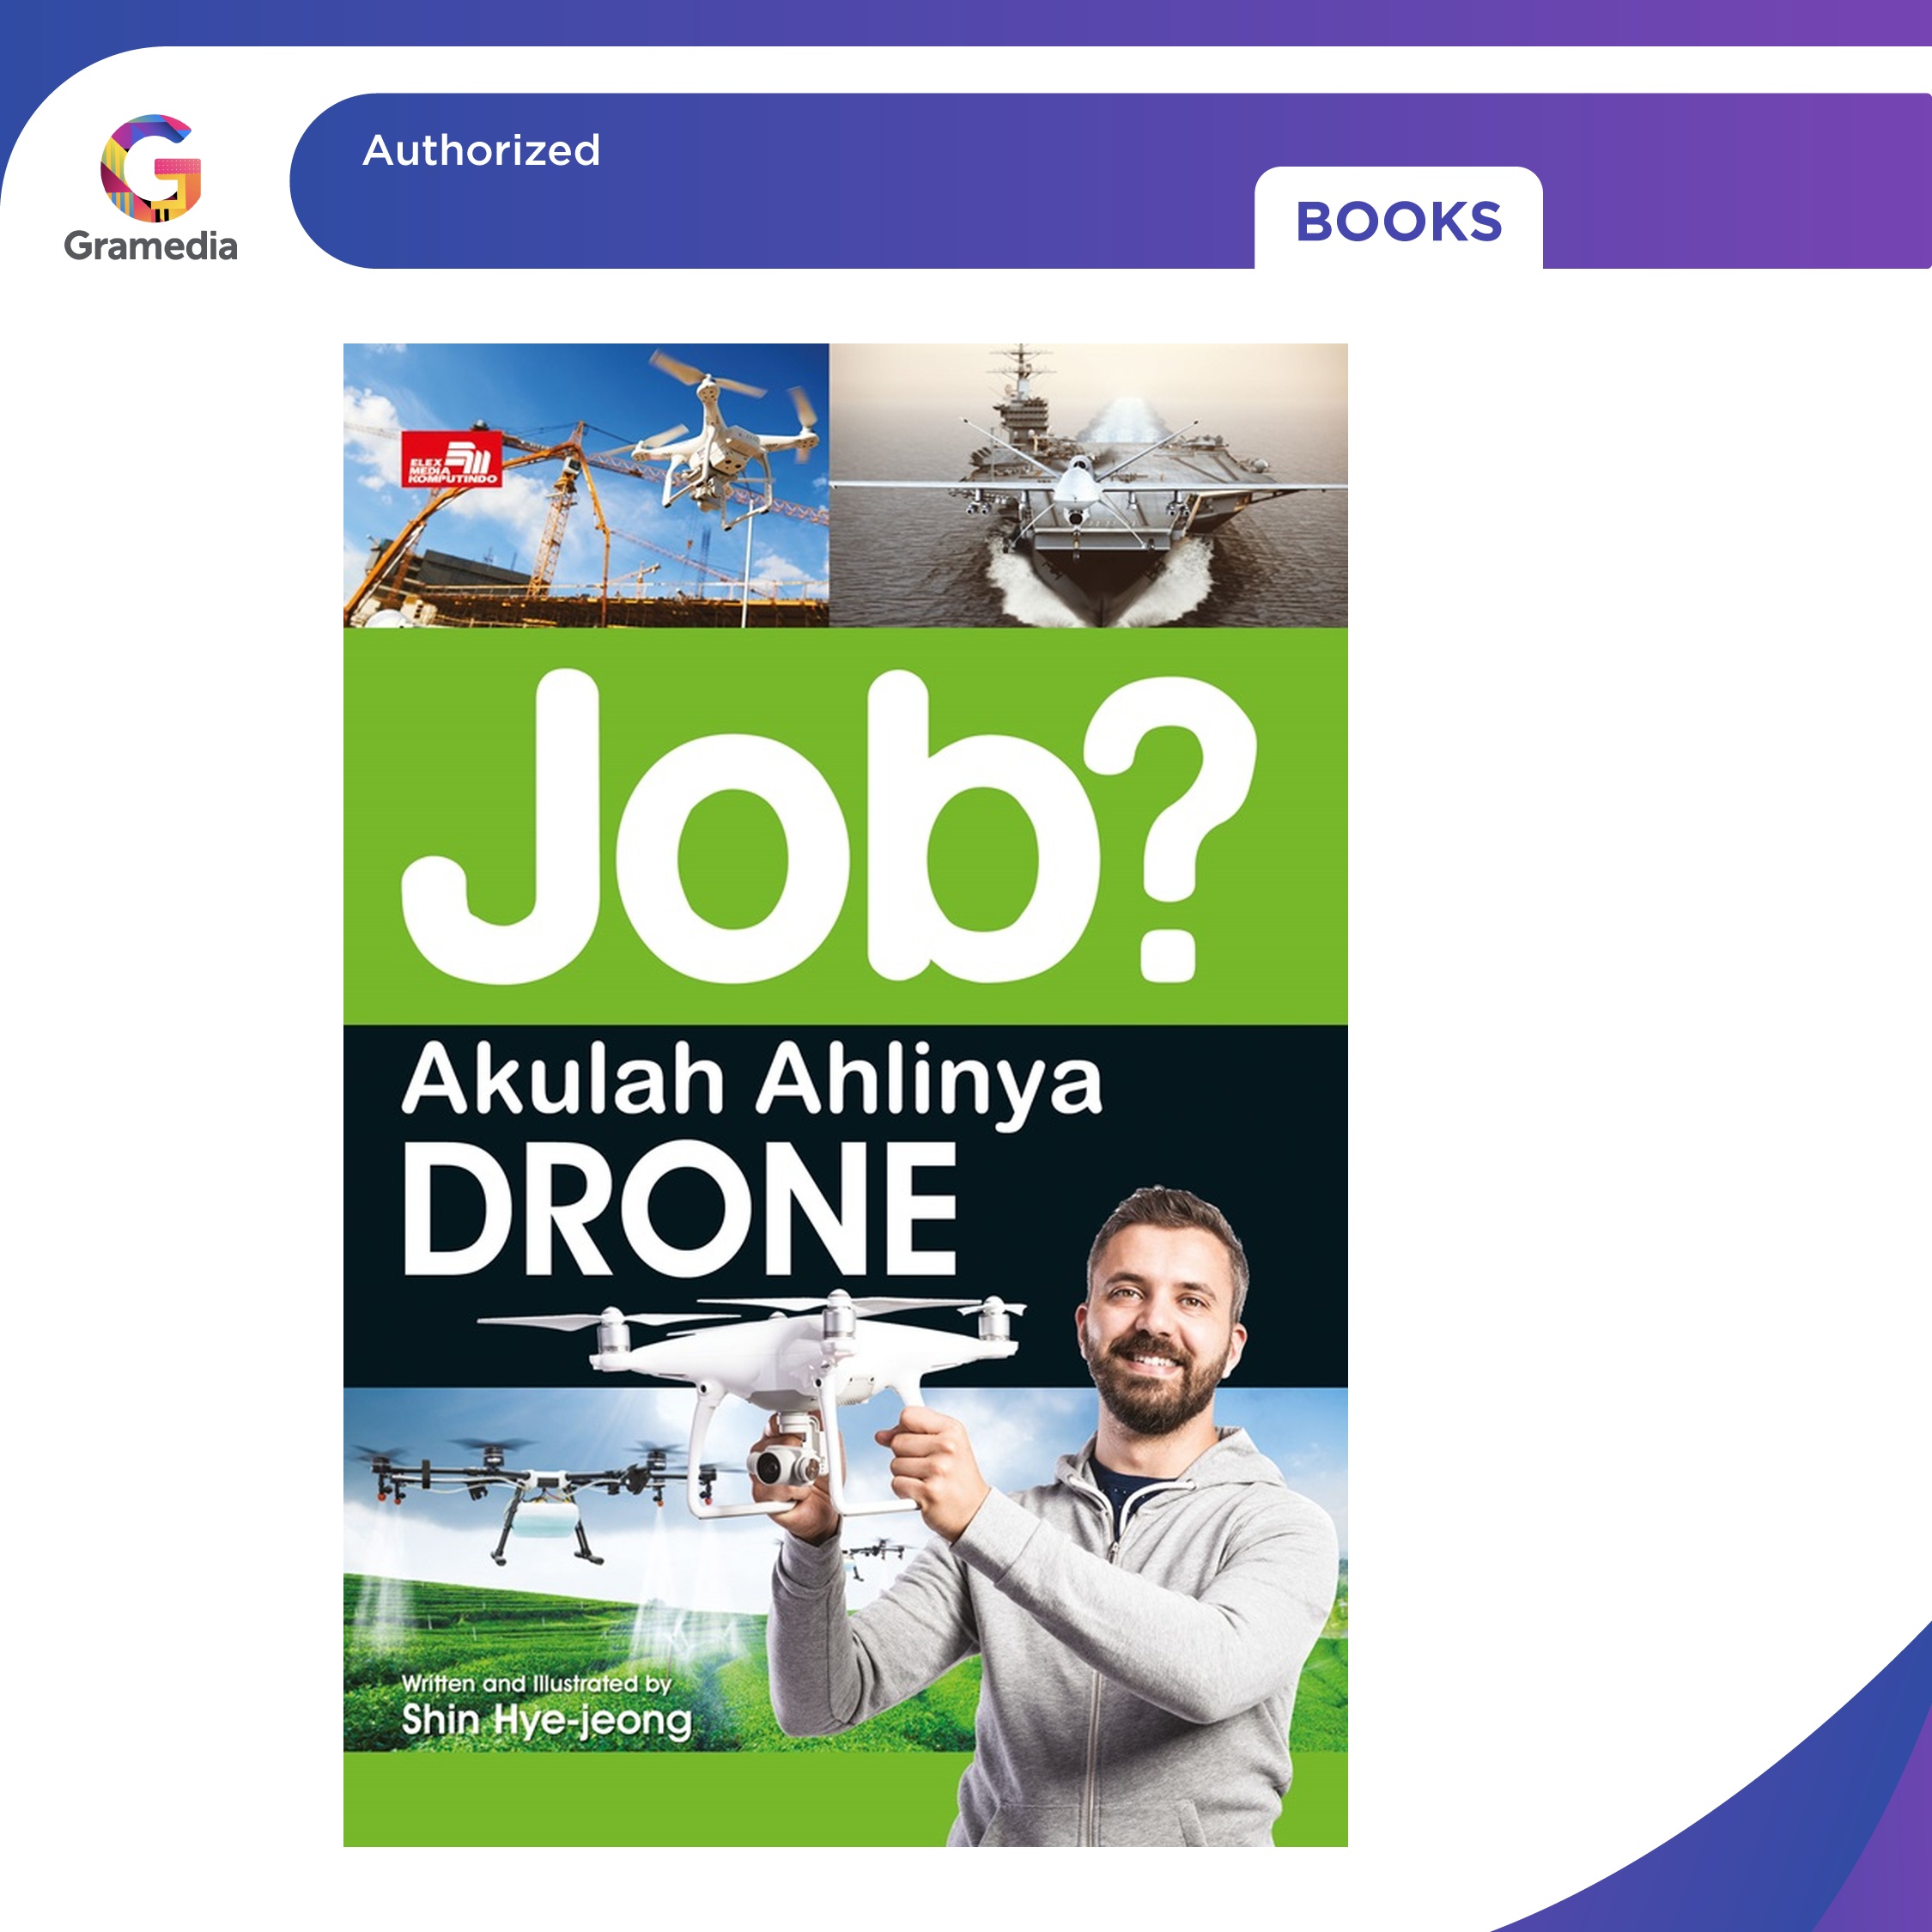 Authorized
Gramedia
BOOKS
ELEX
MEDIA
KOMPUTINDO
Job?
Akulah Ahlinya
DRONE
Written and Illustrated by
Shin Hye-jeong